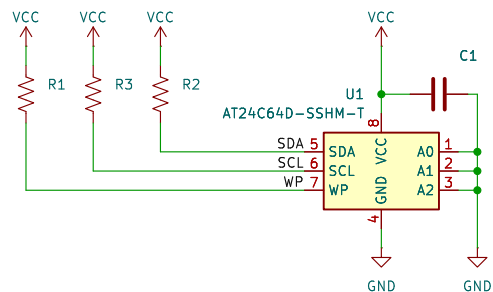 VCC VCC VCC VCC
C1
R1 R3 R2
U1
AT24C64D-SSHM-T
8
SDA 5 SDA VCC A0 1
SCL 6 SCL A1 2
WP 7 WP GND A2 3
4
GND GND